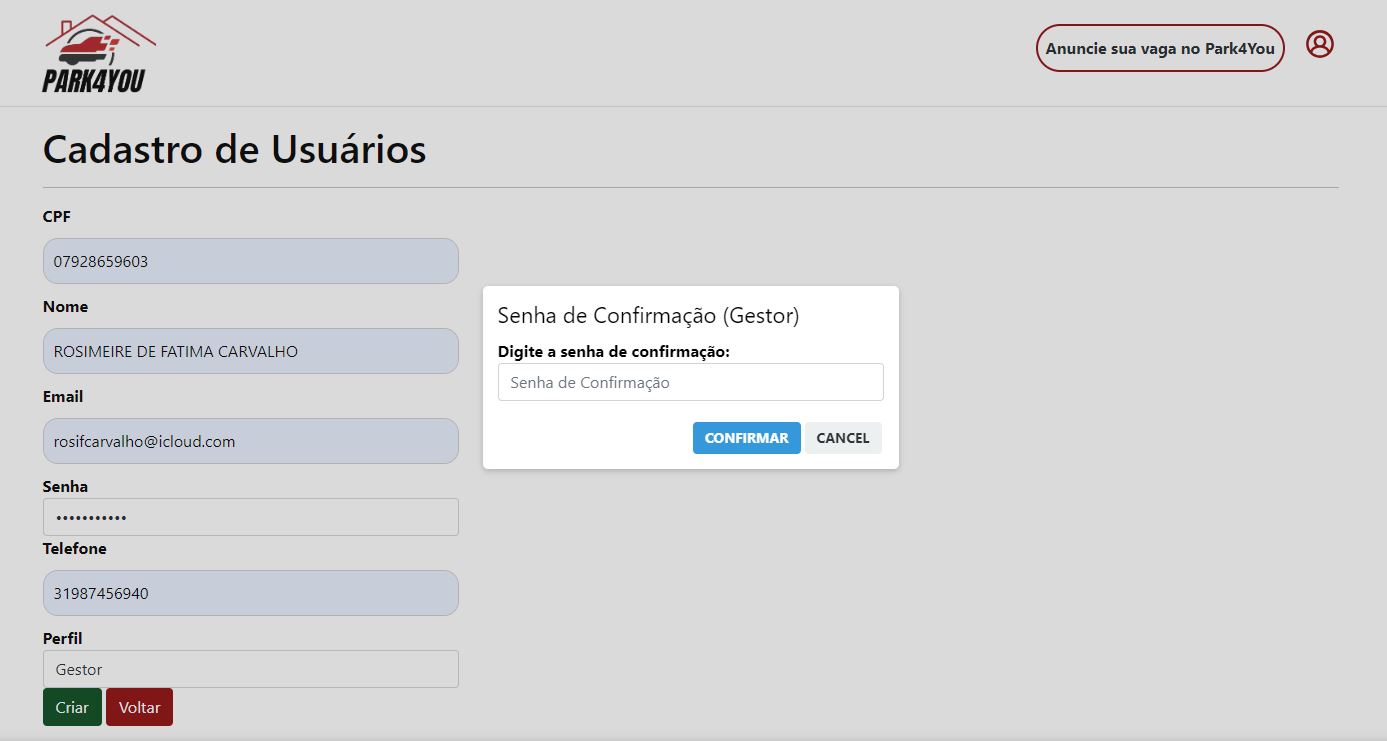 PARK4YOU
Anuncie sua vaga no Park4You
Cadastro de Usuários
CPF
07928659603
Nome
ROSIMEIRE DE FATIMA CARVALHO
Email
rosifcarvalho@icloud.com
Senha
•••••••••••
Telefone
31987456940
Perfil
Gestor
Criar
Voltar
Senha de Confirmação (Gestor)
Digite a senha de confirmação:
Senha de Confirmação
CONFIRMAR
CANCEL